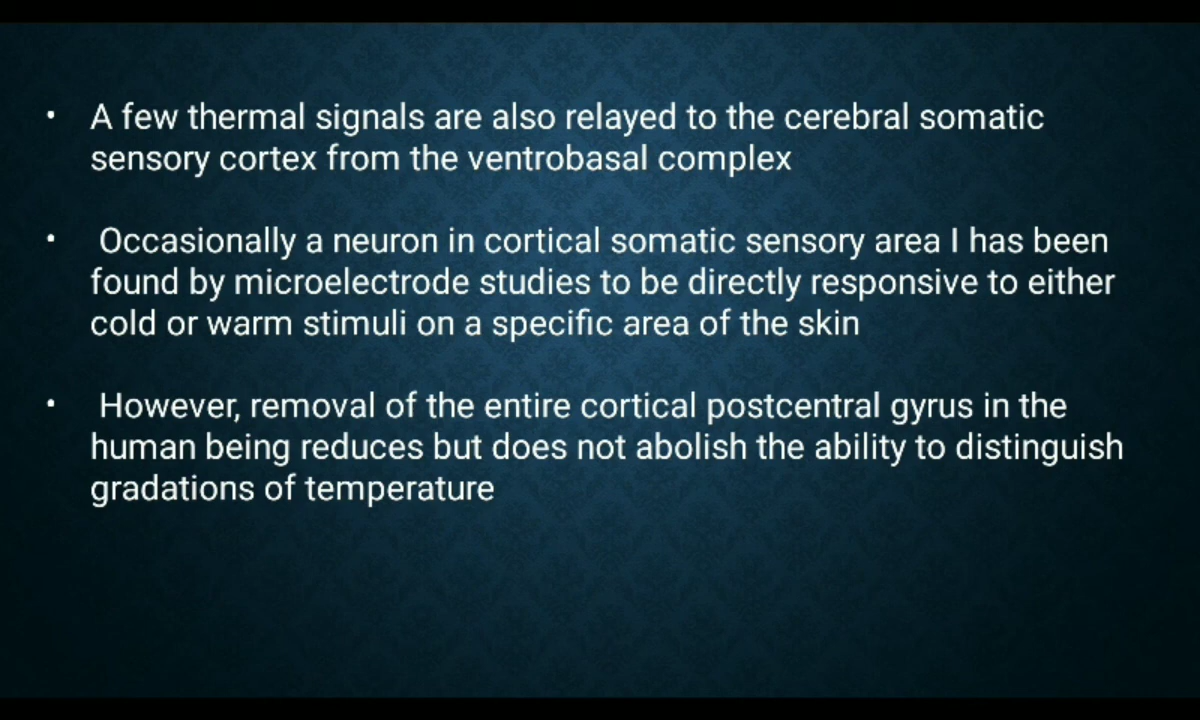 • A few thermal signals are also relayed to the cerebral somatic
sensory cortex from the ventrobasal complex
• Occasionally a neuron in cortical somatic sensory area I has been
found by microelectrode studies to be directly responsive to either
cold or warm stimuli on a specific area of the skin
• However, removal of the entire cortical postcentral gyrus in the
human being reduces but does not abolish the ability to distinguish
gradations of temperature